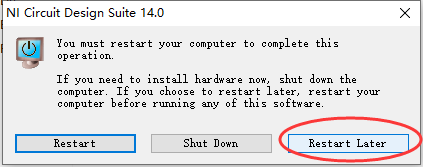 NI Circuit Design Suite 14.0
You must restart your computer to complete this
operation.
If you need to install hardware now, shut down the
computer. If you choose to restart later, restart your
computer before running any of this software.
Restart
Shut Down
Restart Later